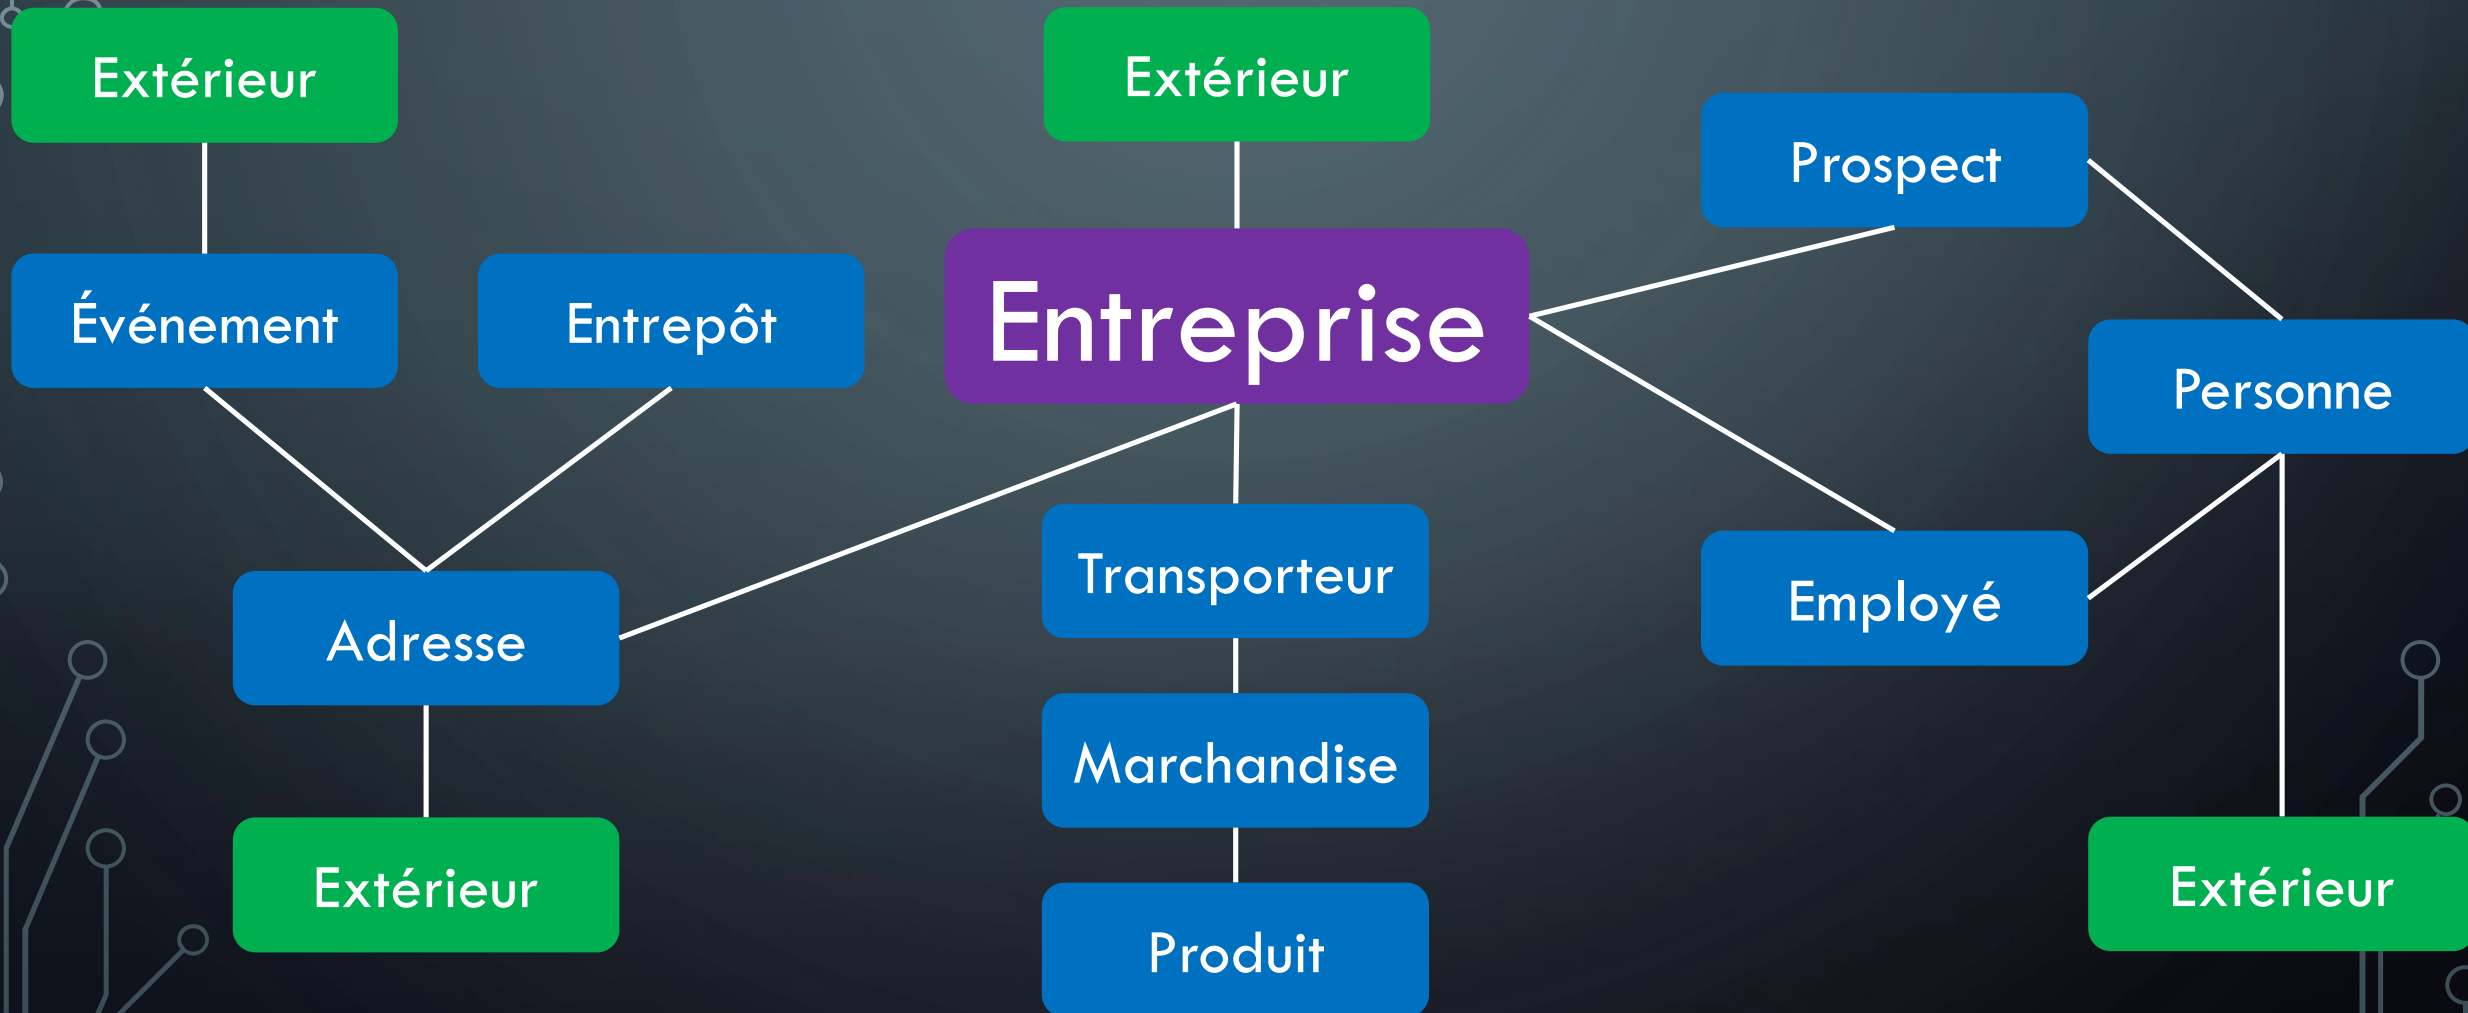 Extérieur
Extérieur
Prospect
Événement
Entrepôt
Entreprise
Personne
Transporteur
Employé
Adresse
Marchandise
Extérieur
Extérieur
Produit